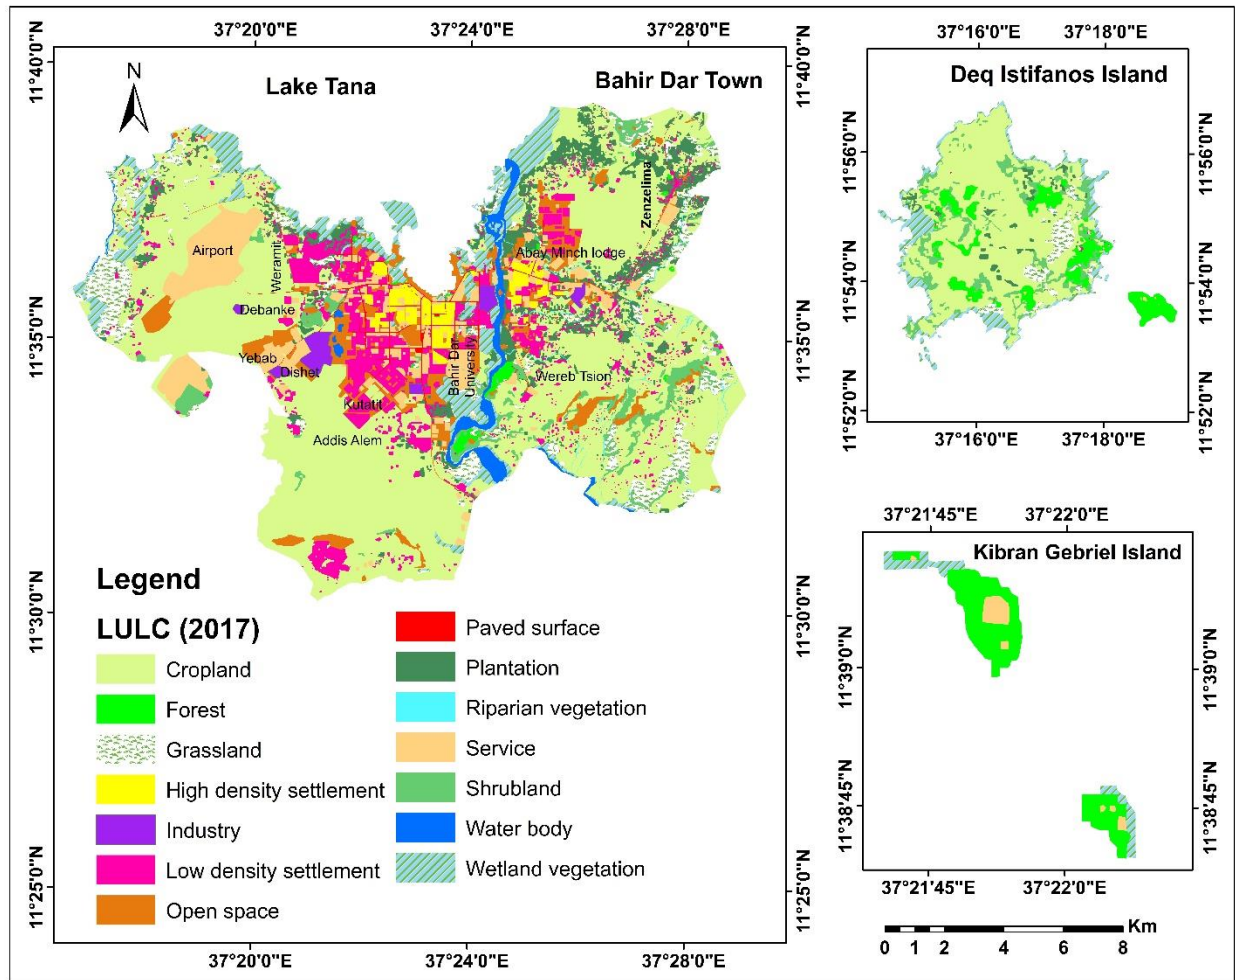 37°20'0"E 37°24'0"E 37°28'0"E
11°40'0"N
N
Lake Tana
Bahir Dar Town
11°40'0"N
Zenzelima
Airport
Weramit
Abay Minch lodge
Debanke
11°35'0"N
Yebab
Dishet
Bahir Dar
University
Wereb Tsion
11°35'0"N
Kutatit
Addis Alem
11°30'0"N
11°30'0"N
Legend
LULC (2017)
Cropland
Forest
Grassland
High density settlement
Industry
Low density settlement
Open space
Paved surface
Plantation
Riparian vegetation
Service
Shrubland
Water body
Wetland vegetation
11°25'0"N
11°25'0"N
37°20'0"E 37°24'0"E 37°28'0"E
37°16'0"E 37°18'0"E
Deq Istifanos Island
11°56'0"N
11°56'0"N
11°54'0"N
11°54'0"N
11°52'0"N
11°52'0"N
37°16'0"E 37°18'0"E
37°21'45"E 37°22'0"E
Kibran Gebriel Island
11°39'0"N
11°39'0"N
11°38'45"N
11°38'45"N
37°21'45"E 37°22'0"E
Km
0 1 2 4 6 8